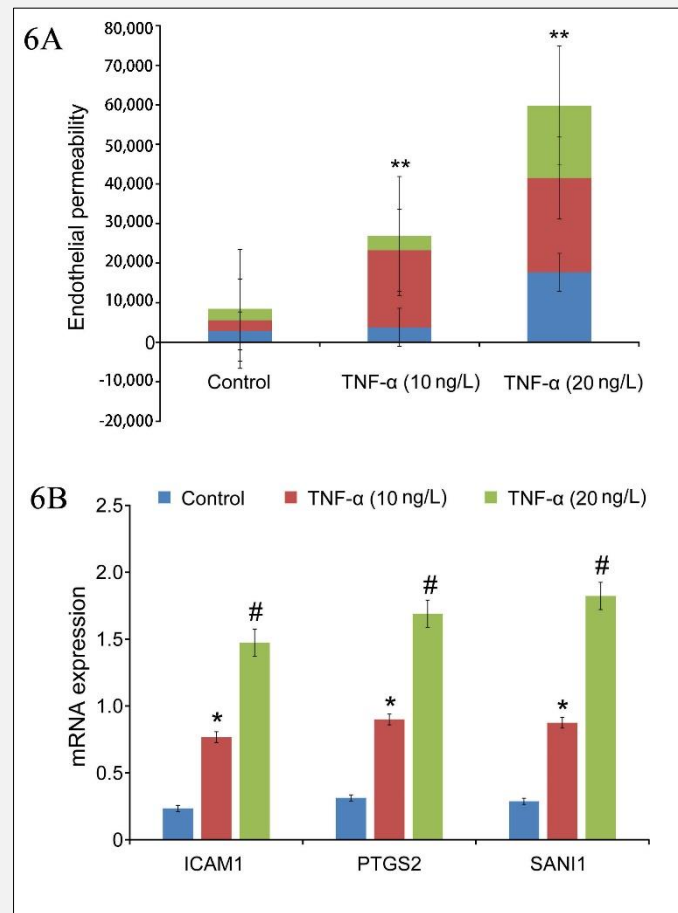 6A
Endothelial permeability
80,000
70,000
60,000
50,000
40,000
30,000
20,000
10,000
0
-10,000
-20,000
**
**
Control
TNF-α (10 ng/L)
TNF-α (20 ng/L)
6B
Control
TNF-α (10 ng/L)
TNF-α (20 ng/L)
mRNA expression
2.5
2.0
1.5
1.0
0.5
0
*
#
*
#
*
#
ICAM1
PTGS2
SANI1